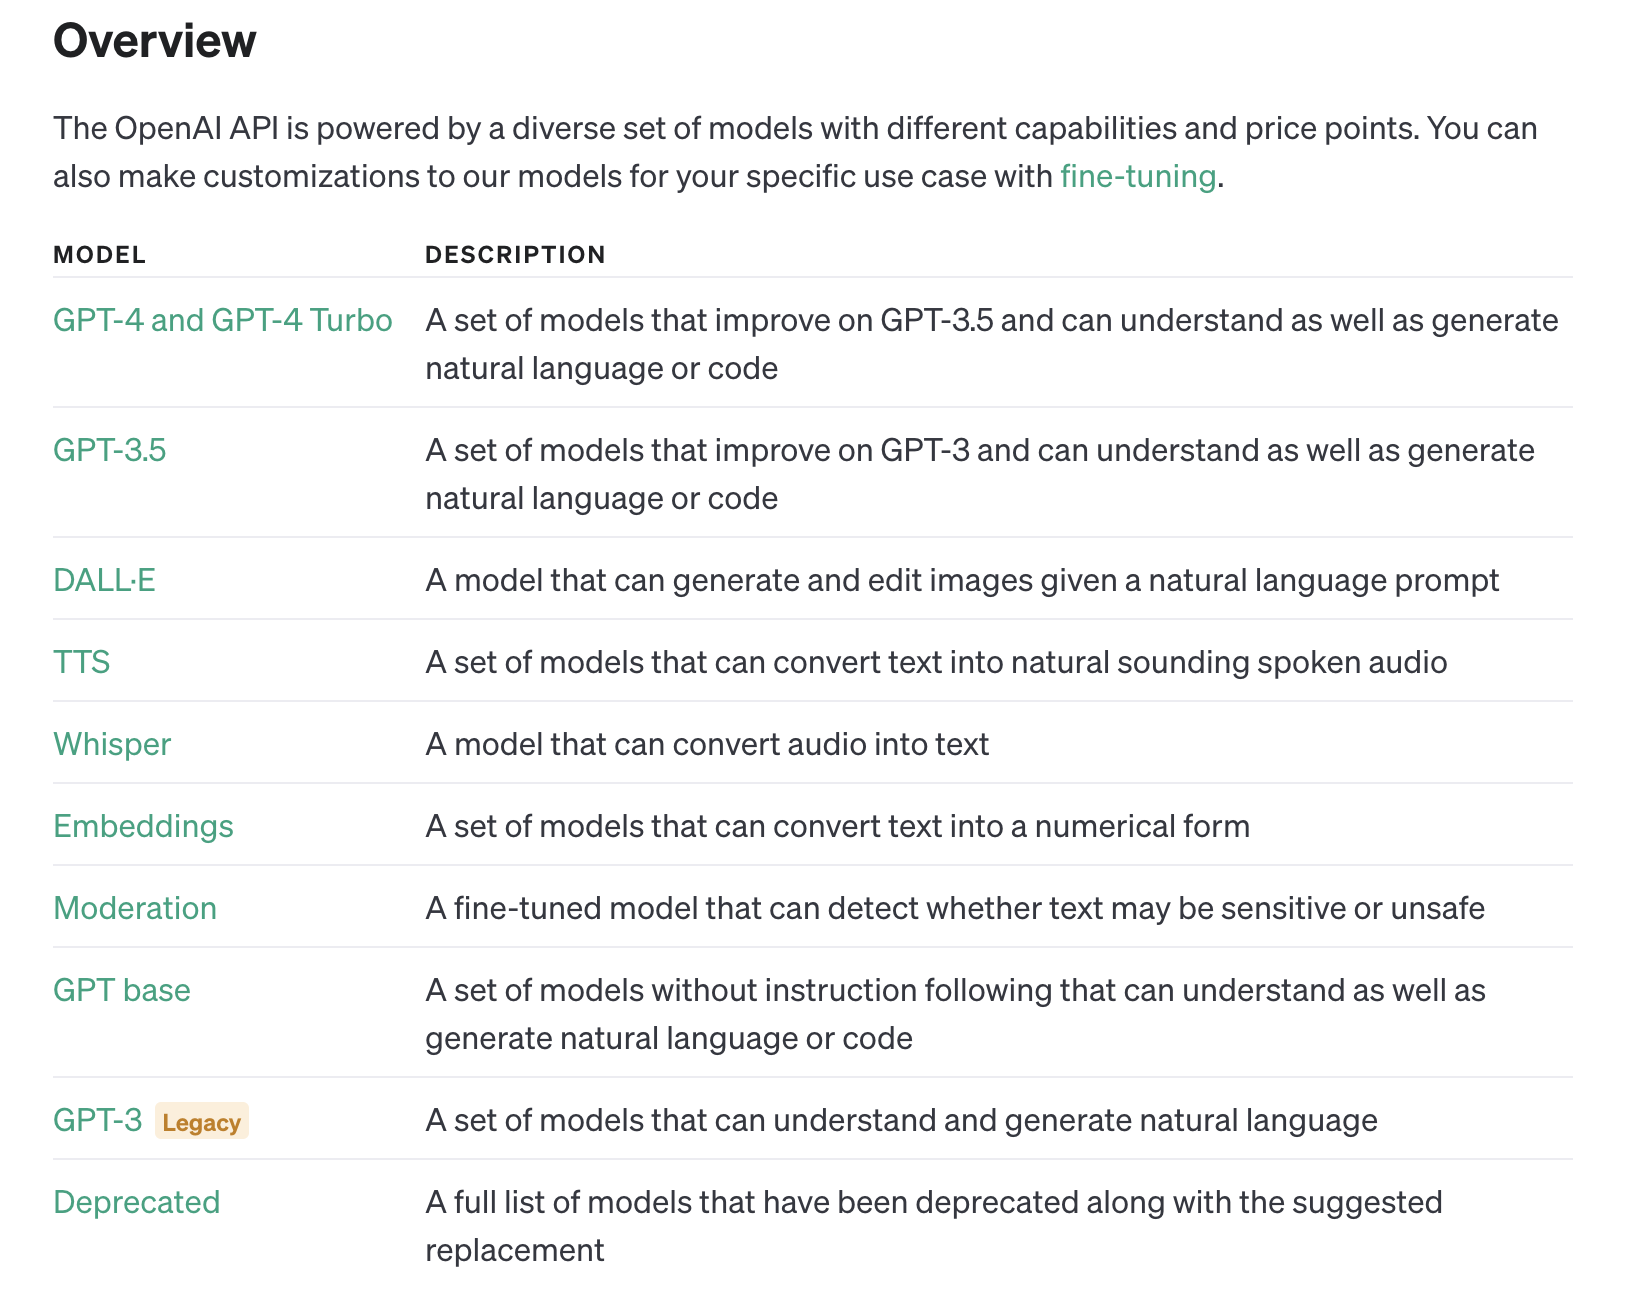 Overview
The OpenAI API is powered by a diverse set of models with different capabilities and price points. You can
also make customizations to our models for your specific use case with fine-tuning.
MODEL DESCRIPTION
GPT-4 and GPT-4 Turbo A set of models that improve on GPT-3.5 and can understand as well as generate
natural language or code
GPT-3.5 A set of models that improve on GPT-3 and can understand as well as generate
natural language or code
DALL·E A model that can generate and edit images given a natural language prompt
TTS A set of models that can convert text into natural sounding spoken audio
Whisper A model that can convert audio into text
Embeddings A set of models that can convert text into a numerical form
Moderation A fine-tuned model that can detect whether text may be sensitive or unsafe
GPT base A set of models without instruction following that can understand as well as
generate natural language or code
GPT-3 Legacy A set of models that can understand and generate natural language
Deprecated A full list of models that have been deprecated along with the suggested
replacement